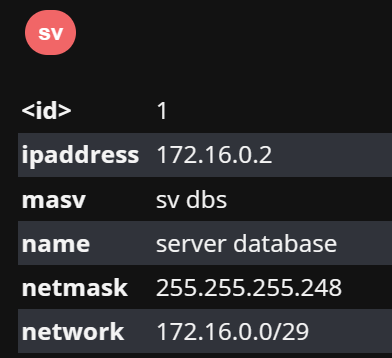 sv
<id> 1
ipaddress 172.16.0.2
masv sv dbs
name server database
netmask 255.255.255.248
network 172.16.0.0/29